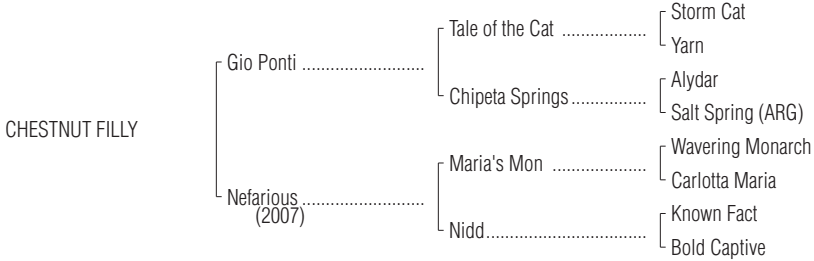 Storm Cat
Tale of the Cat ..................
Yarn
Gio Ponti ..........................
Alydar
Chipeta Springs................
Salt Spring (ARG)
CHESTNUT FILLY
Wavering Monarch
Maria's Mon ....................
Carlotta Maria
Nefarious ..........................
(2007)
Known Fact
Nidd..................................
Bold Captive